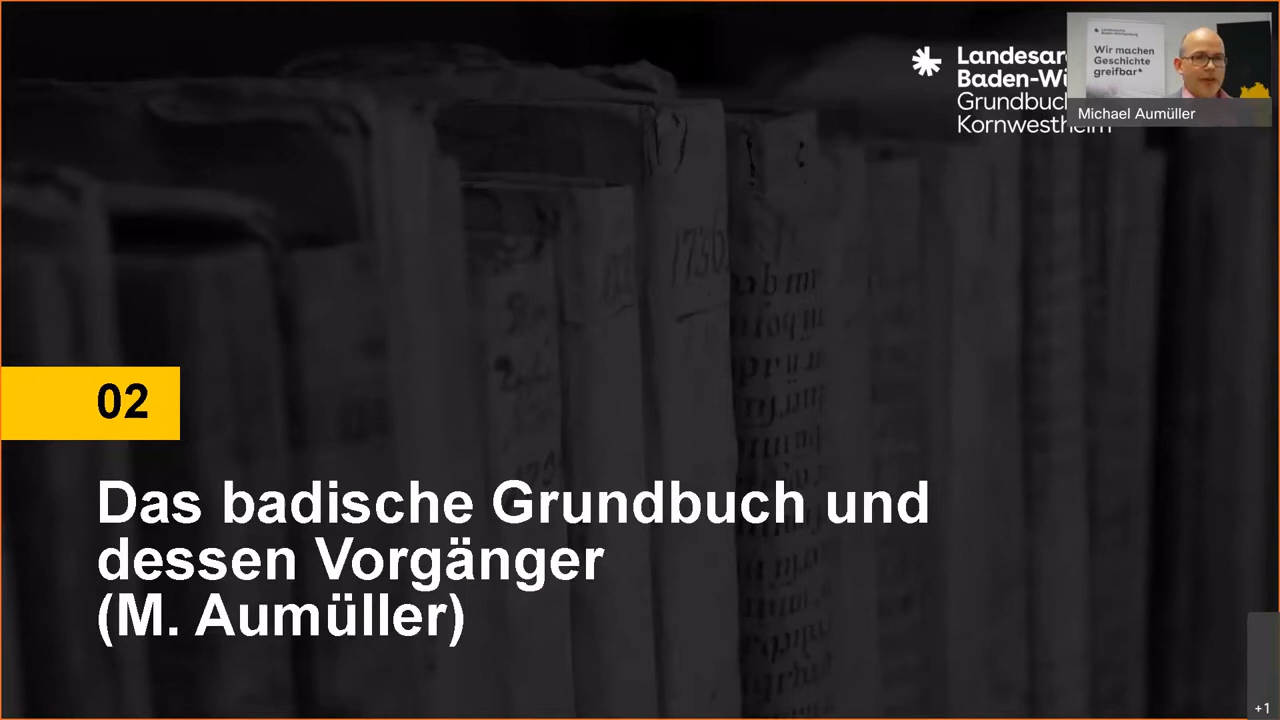 Landesar
Baden-Wü
Grundbuch
Kornwestheim
Wir machen
Geschichte
greifbar*
Michael Aumüller
1730
02
Das badische Grundbuch und
dessen Vorgänger
(M. Aumüller)
+1